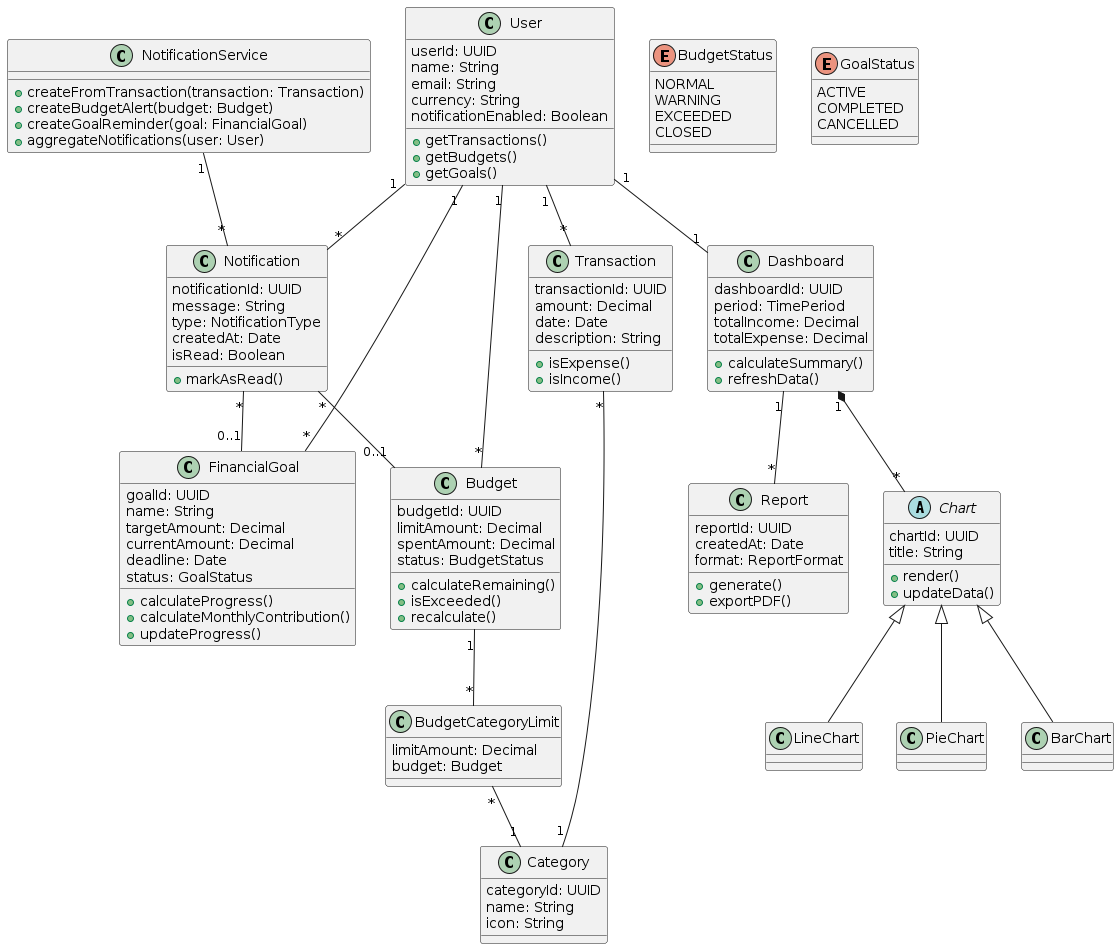 C NotificationService
createFromTransaction(transaction: Transaction)
createBudgetAlert(budget: Budget)
createGoalReminder(goal: FinancialGoal)
aggregateNotifications(user: User)
C User
userId: UUID
name: String
email: String
currency: String
notificationEnabled: Boolean
getTransactions()
getBudgets()
getGoals()
E BudgetStatus
NORMAL
WARNING
EXCEEDED
CLOSED
E GoalStatus
ACTIVE
COMPLETED
CANCELLED
1
*
1
*
1
*
1
*
1
*
1
1
C Notification
notificationId: UUID
message: String
type: NotificationType
createdAt: Date
isRead: Boolean
markAsRead()
C Transaction
transactionId: UUID
amount: Decimal
date: Date
description: String
isExpense()
isIncome()
C Dashboard
dashboardId: UUID
period: TimePeriod
totalIncome: Decimal
totalExpense: Decimal
calculateSummary()
refreshData()
*
0..1
*
0..1
*
1
1
*
1
*
C FinancialGoal
goalId: UUID
name: String
targetAmount: Decimal
currentAmount: Decimal
deadline: Date
status: GoalStatus
calculateProgress()
calculateMonthlyContribution()
updateProgress()
C Budget
budgetId: UUID
limitAmount: Decimal
spentAmount: Decimal
status: BudgetStatus
calculateRemaining()
isExceeded()
recalculate()
C Report
reportId: UUID
createdAt: Date
format: ReportFormat
generate()
exportPDF()
A Chart
chartId: UUID
title: String
render()
updateData()
1
*
C BudgetCategoryLimit
limitAmount: Decimal
budget: Budget
C LineChart
C PieChart
C BarChart
*
1
C Category
categoryId: UUID
name: String
icon: String